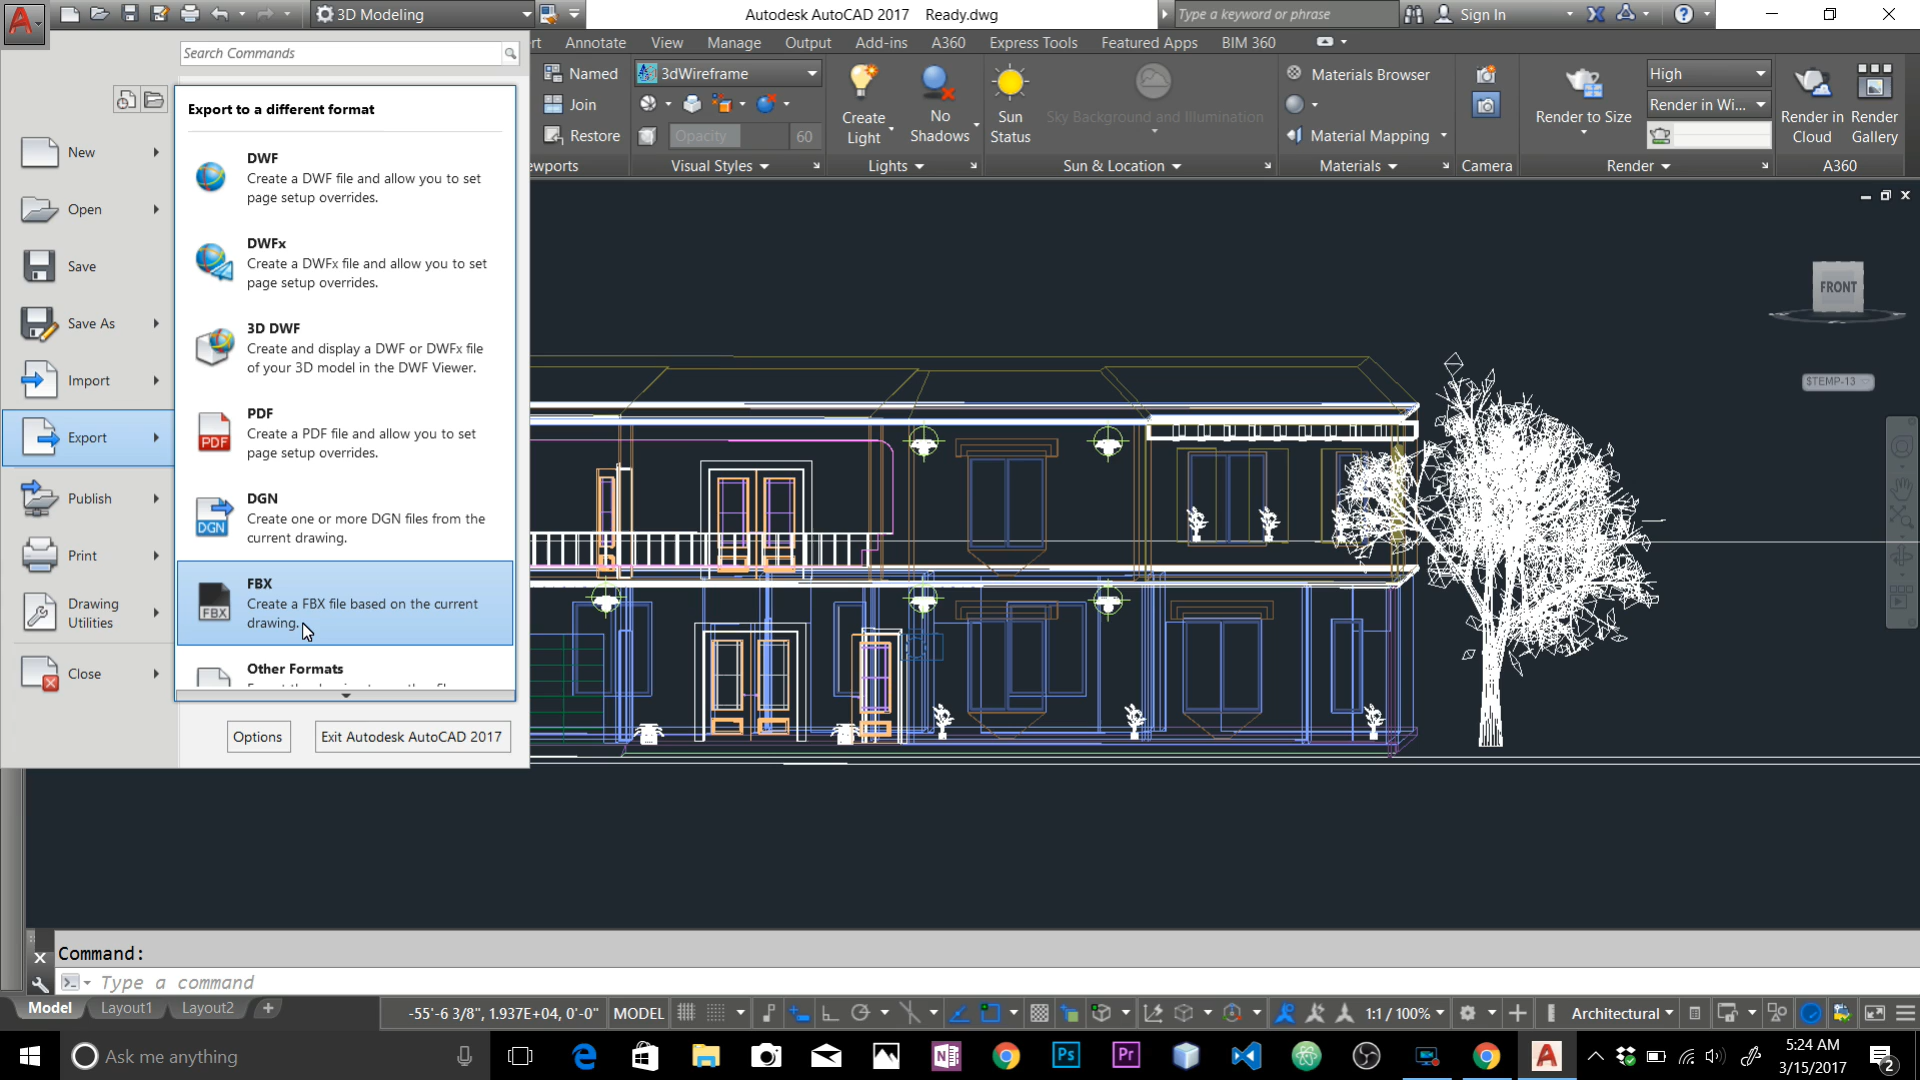 3D Modeling
Autodesk AutoCAD 2017 Ready.dwg
Type a keyword or phrase
Sign In
Search Commands
rt
Annotate
View
Manage
Output
Add-ins
A360
Express Tools
Featured Apps
BIM 360
Named
Join
Restore
3dWireframe
Opacity
60
Create
Light
No
Shadows
Sun
Status
Sky Background and Illumination
Materials Browser
Material Mapping
Render to Size
High
Render in Wi...
Render in
Cloud
Render
Gallery
ewports
Visual Styles
Lights
Sun & Location
Materials
Camera
Render
A360
New
Open
Save
Save As
Import
Export
Publish
Print
Drawing
Utilities
Close
Export to a different format
DWF
Create a DWF file and allow you to set
page setup overrides.
DWFx
Create a DWFx file and allow you to set
page setup overrides.
3D DWF
Create and display a DWF or DWFx file
of your 3D model in the DWF Viewer.
PDF
PDF
Create a PDF file and allow you to set
page setup overrides.
DGN
DGN
Create one or more DGN files from the
current drawing.
FBX
FBX
Create a FBX file based on the current
drawing.
Other Formats
Options
Exit Autodesk AutoCAD 2017
FRONT
$TEMP-13
Command:
Type a command
Model
Layout1
Layout2
-55'-6 3/8", 1.937E+04, 0'-0"
MODEL
1:1 / 100%
Architectural
Ask me anything
Ps
Pr
5:24 AM
3/15/2017
2